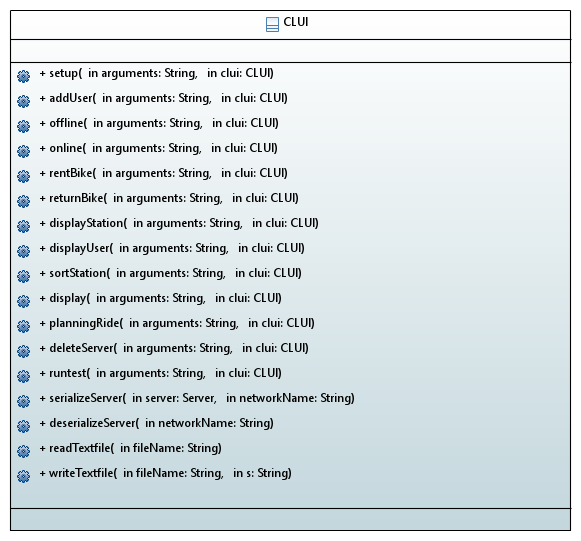 CLUI
+ setup(  in arguments: String,   in clui: CLUI)
+ addUser(  in arguments: String,   in clui: CLUI)
+ offline(  in arguments: String,   in clui: CLUI)
+ online(  in arguments: String,   in clui: CLUI)
+ rentBike(  in arguments: String,   in clui: CLUI)
+ returnBike(  in arguments: String,   in clui: CLUI)
+ displayStation(  in arguments: String,   in clui: CLUI)
+ displayUser(  in arguments: String,   in clui: CLUI)
+ sortStation(  in arguments: String,   in clui: CLUI)
+ display(  in arguments: String,   in clui: CLUI)
+ planningRide(  in arguments: String,   in clui: CLUI)
+ deleteServer(  in arguments: String,   in clui: CLUI)
+ runtest(  in arguments: String,   in clui: CLUI)
+ serializeServer(  in server: Server,   in networkName: String)
+ deserializeServer(  in networkName: String)
+ readTextfile(  in fileName: String)
+ writeTextfile(  in fileName: String,   in s: String)